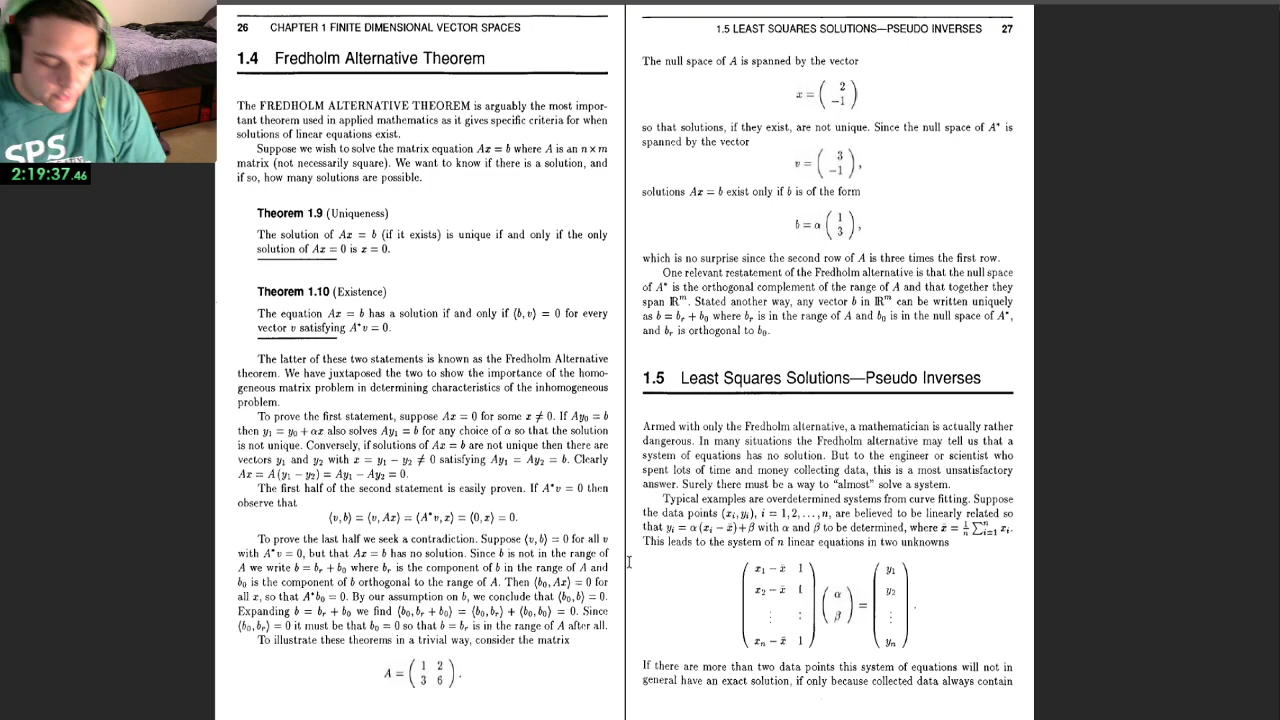 SPS
2:19:37.46
26 CHAPTER 1 FINITE DIMENSIONAL VECTOR SPACES
1.4 Fredholm Alternative Theorem
The FREDHOLM ALTERNATIVE THEOREM is arguably the most impor-
tant theorem used in applied mathematics as it gives specific criteria for when
solutions of linear equations exist.
Suppose we wish to solve the matrix equation Ax = b where A is an n × m
matrix (not necessarily square). We want to know if there is a solution, and
if so, how many solutions are possible.
Theorem 1.9 (Uniqueness)
The solution of Ax = b (if it exists) is unique if and only if the only
solution of Ax = 0 is x = 0.
Theorem 1.10 (Existence)
The equation Ax = b has a solution if and only if ⟨b, v⟩ = 0 for every
vector v satisfying A*v = 0.
The latter of these two statements is known as the Fredholm Alternative
theorem. We have juxtaposed the two to show the importance of the homo-
geneous matrix problem in determining characteristics of the inhomogeneous
problem.
To prove the first statement, suppose Ax = 0 for some x ≠ 0. If Ay₀ = b
then y₁ = y₀ + αx also solves Ay₁ = b for any choice of α so that the solution
is not unique. Conversely, if solutions of Ax = b are not unique then there are
vectors y₁ and y₂ with x = y₁ − y₂ ≠ 0 satisfying Ay₁ = Ay₂ = b. Clearly
Ax = A(y₁ − y₂) = Ay₁ − Ay₂ = 0.
The first half of the second statement is easily proven. If A*v = 0 then
observe that
⟨v, b⟩ = ⟨v, Ax⟩ = ⟨A*v, x⟩ = ⟨0, x⟩ = 0.
To prove the last half we seek a contradiction. Suppose ⟨v, b⟩ = 0 for all v
with A*v = 0, but that Ax = b has no solution. Since b is not in the range of
A we write b = bᵣ + b₀ where bᵣ is the component of b in the range of A and
b₀ is the component of b orthogonal to the range of A. Then ⟨b₀, Ax⟩ = 0 for
all x, so that A*b₀ = 0. By our assumption on b, we conclude that ⟨b₀, b⟩ = 0.
Expanding b = bᵣ + b₀ we find ⟨b₀, bᵣ + b₀⟩ = ⟨b₀, bᵣ⟩ + ⟨b₀, b₀⟩ = 0. Since
⟨b₀, bᵣ⟩ = 0 it must be that b₀ = 0 so that b = bᵣ is in the range of A after all.
To illustrate these theorems in a trivial way, consider the matrix
A = ( 1 2
3 6 ) .
1.5 LEAST SQUARES SOLUTIONS—PSEUDO INVERSES 27
The null space of A is spanned by the vector
x = ( 2
−1 )
so that solutions, if they exist, are not unique. Since the null space of A* is
spanned by the vector
v = ( 3
−1 ) ,
solutions Ax = b exist only if b is of the form
b = α ( 1
3 ) ,
which is no surprise since the second row of A is three times the first row.
One relevant restatement of the Fredholm alternative is that the null space
of A* is the orthogonal complement of the range of A and that together they
span ℝᵐ. Stated another way, any vector b in ℝᵐ can be written uniquely
as b = bᵣ + b₀ where bᵣ is in the range of A and b₀ is in the null space of A*,
and bᵣ is orthogonal to b₀.
1.5 Least Squares Solutions—Pseudo Inverses
Armed with only the Fredholm alternative, a mathematician is actually rather
dangerous. In many situations the Fredholm alternative may tell us that a
system of equations has no solution. But to the engineer or scientist who
spent lots of time and money collecting data, this is a most unsatisfactory
answer. Surely there must be a way to “almost” solve a system.
Typical examples are overdetermined systems from curve fitting. Suppose
the data points (xᵢ, yᵢ), i = 1, 2, . . . , n, are believed to be linearly related so
that yᵢ = α(xᵢ − x̄) + β with α and β to be determined, where x̄ = 1/n ∑ⁿᵢ₌₁ xᵢ.
This leads to the system of n linear equations in two unknowns
x₁ − x̄ 1 y₁
x₂ − x̄ 1 ( α y₂
⋮ ⋮ β ) = ⋮
xₙ − x̄ 1 yₙ .
If there are more than two data points this system of equations will not in
general have an exact solution, if only because collected data always contain